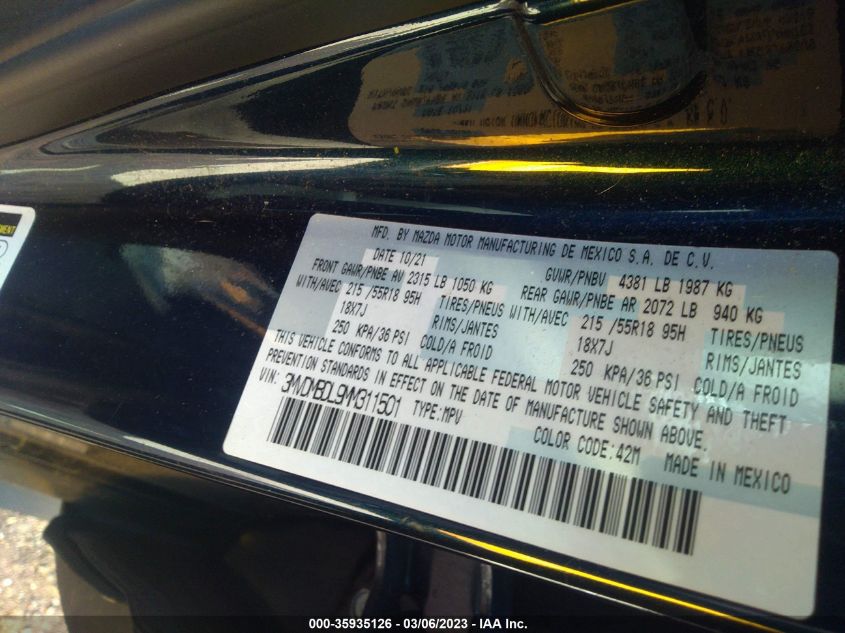 MFD. BY MAZDA MOTOR MANUFACTURING DE MEXICO S.A. DE C.V.
DATE 10/21 GVWR/PNBV 4381 LB 1987 KG
FRONT GAWR/PNBE AV 2315 LB 1050 KG REAR GAWR/PNBE AR 2072 LB 940 KG
WITH/AVEC 215 /55R18 95H TIRES/PNEUS WITH/AVEC 215 /55R18 95H TIRES/PNEUS
18X7J RIMS/JANTES 18X7J RIMS/JANTES
250 KPA/36 PSI COLD/A FROID 250 KPA/36 PSI COLD/A FROID
THIS VEHICLE CONFORMS TO ALL APPLICABLE FEDERAL MOTOR VEHICLE SAFETY AND THEFT
PREVENTION STANDARDS IN EFFECT ON THE DATE OF MANUFACTURE SHOWN ABOVE.
VIN: 3MVDMBDL9MM311501 TYPE:MPV COLOR CODE:42M MADE IN MEXICO
000-35935126 - 03/06/2023 - IAA Inc.